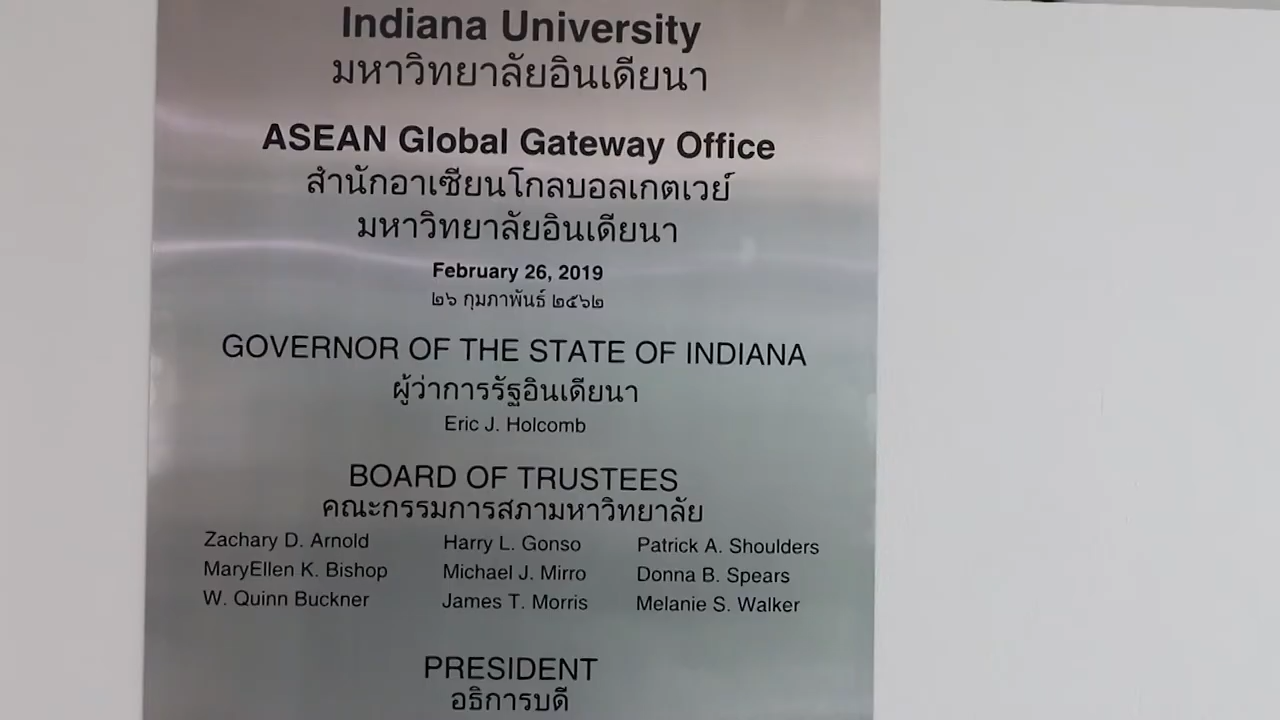 Indiana University
มหาวิทยาลัยอินเดียนา
ASEAN Global Gateway Office
สำนักอาเซียนโกลบอลเกตเวย์
มหาวิทยาลัยอินเดียนา
February 26, 2019
๒๖ กุมภาพันธ์ ๒๕๖๒
GOVERNOR OF THE STATE OF INDIANA
ผู้ว่าการรัฐอินเดียนา
Eric J. Holcomb
BOARD OF TRUSTEES
คณะกรรมการสภามหาวิทยาลัย
Zachary D. Arnold Harry L. Gonso Patrick A. Shoulders
MaryEllen K. Bishop Michael J. Mirro Donna B. Spears
W. Quinn Buckner James T. Morris Melanie S. Walker
PRESIDENT
อธิการบดี